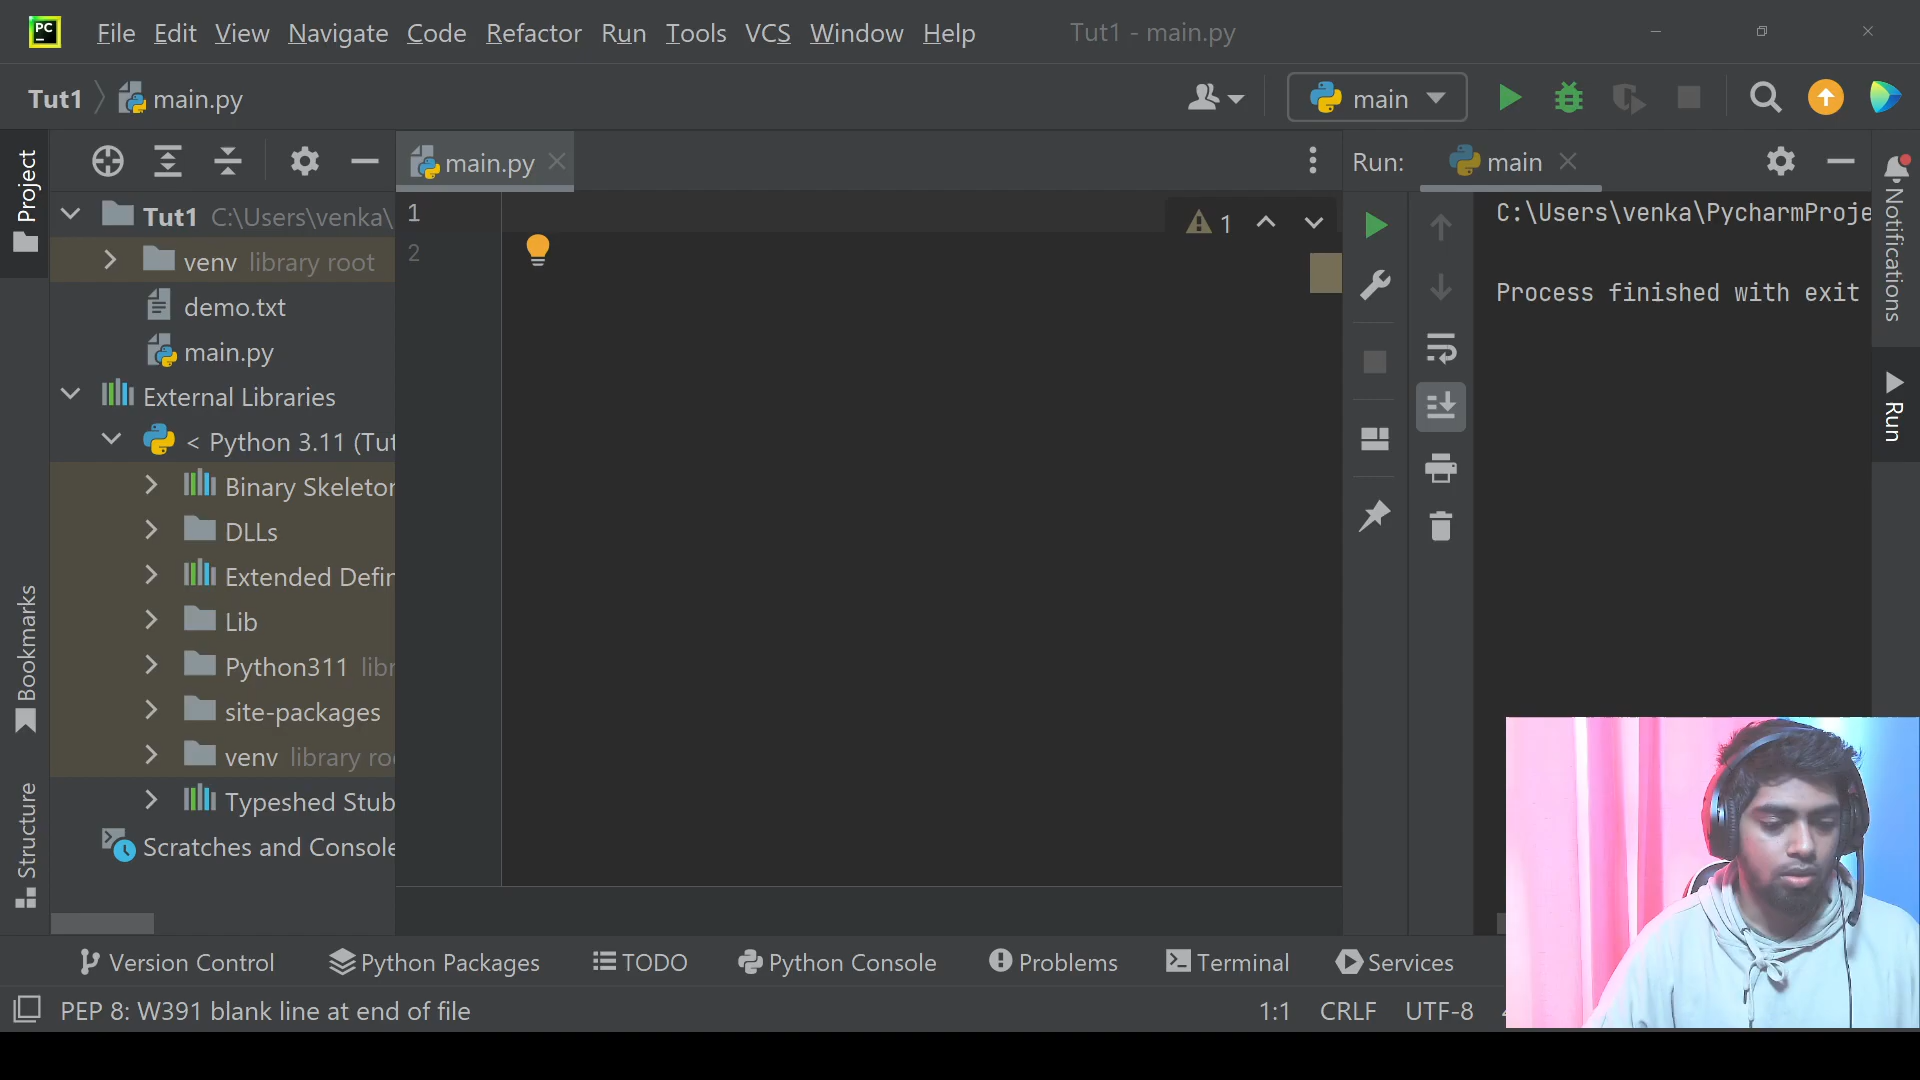 PC File Edit View Navigate Code Refactor Run Tools VCS Window Help Tut1 - main.py
Tut1 main.py main
Project main.py Run: main
Tut1 C:\Users\venka\ 1 1 C:\Users\venka\PycharmProje
venv library root 2
demo.txt Process finished with exit
main.py
External Libraries
< Python 3.11 (Tut
Binary Skeleton
DLLs
Extended Defin
Lib
Python311 libr
site-packages
venv library roo
Typeshed Stub
Scratches and Console
Notifications
Run
Bookmarks
Structure
Version Control Python Packages TODO Python Console Problems Terminal Services
PEP 8: W391 blank line at end of file 1:1 CRLF UTF-8